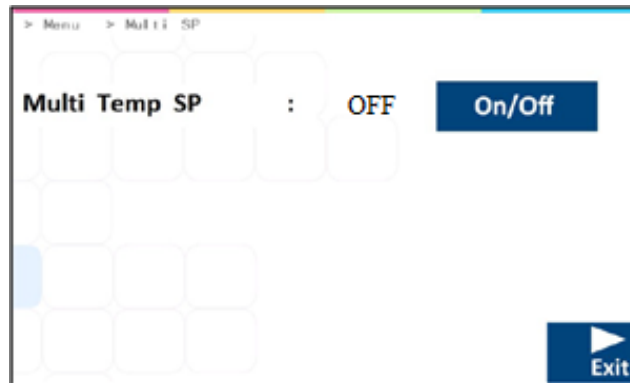 > Menu > Multi SP
Multi Temp SP : OFF On/Off
Exit